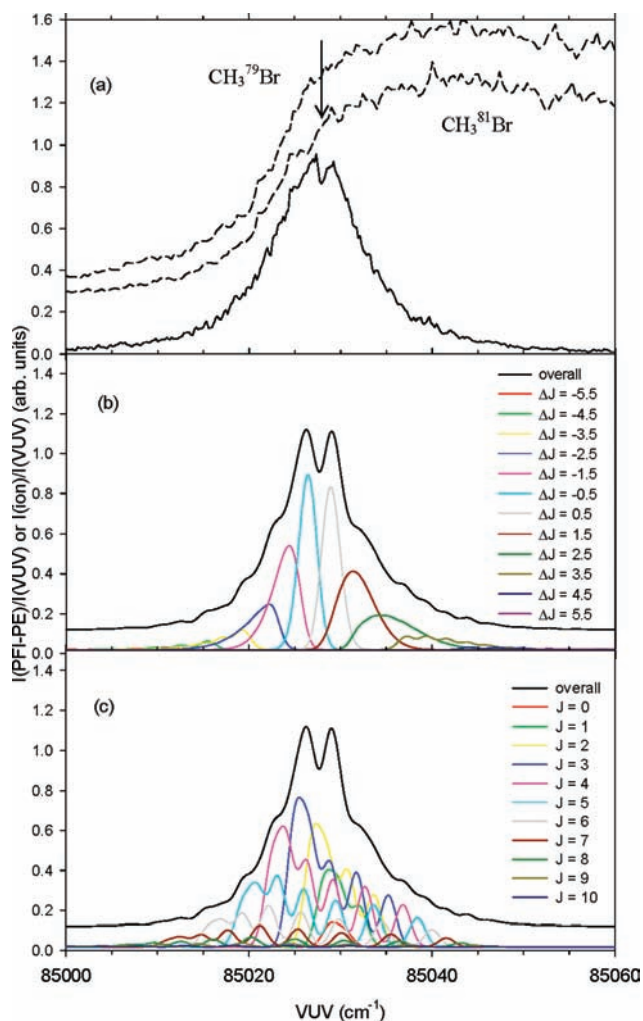 1.6
1.4
1.2
1.0
0.8
0.6
0.4
0.2
0.0
(a)
CH₃⁷⁹Br
CH₃⁸¹Br
I(PFI-PE)/I(VUV) or I(ion)/I(VUV) (arb. units)
1.4
1.2
1.0
0.8
0.6
0.4
0.2
0.0
(b)
overall
ΔJ = -5.5
ΔJ = -4.5
ΔJ = -3.5
ΔJ = -2.5
ΔJ = -1.5
ΔJ = -0.5
ΔJ = 0.5
ΔJ = 1.5
ΔJ = 2.5
ΔJ = 3.5
ΔJ = 4.5
ΔJ = 5.5
1.4
1.2
1.0
0.8
0.6
0.4
0.2
0.0
(c)
overall
J = 0
J = 1
J = 2
J = 3
J = 4
J = 5
J = 6
J = 7
J = 8
J = 9
J = 10
85000 85020 85040 85060
VUV (cm⁻¹)